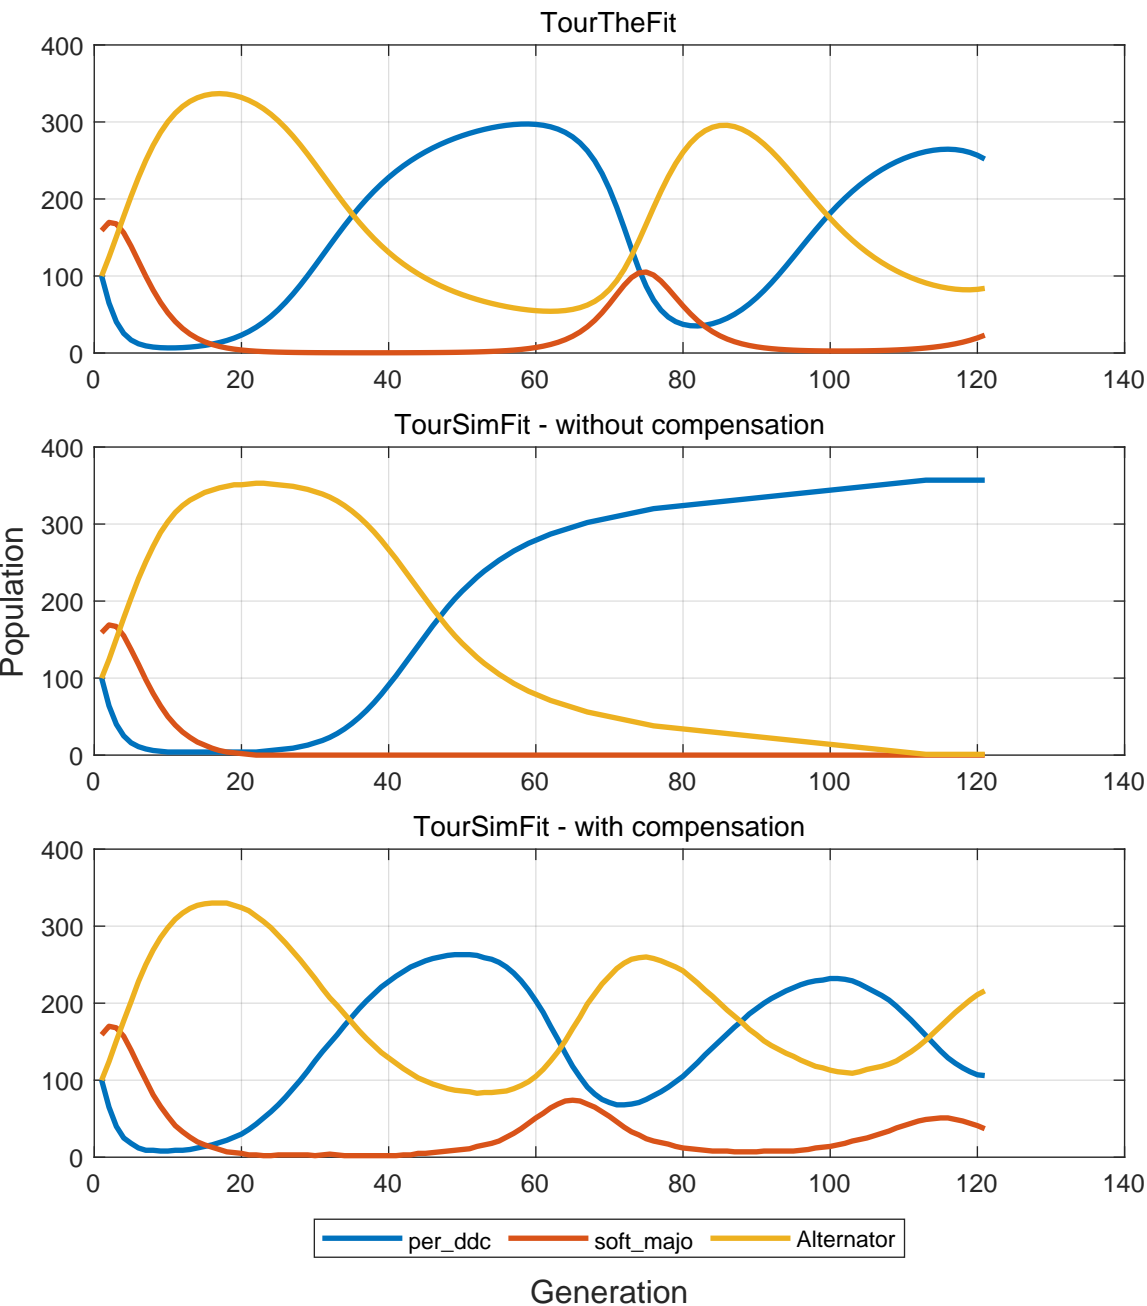 TourTheFit
400
300
200
100
0
0 20 40 60 80 100 120 140
TourSimFit - without compensation
400
300
200
100
0
0 20 40 60 80 100 120 140
Population
TourSimFit - with compensation
400
300
200
100
0
0 20 40 60 80 100 120 140
per_ddc soft_majo Alternator
Generation